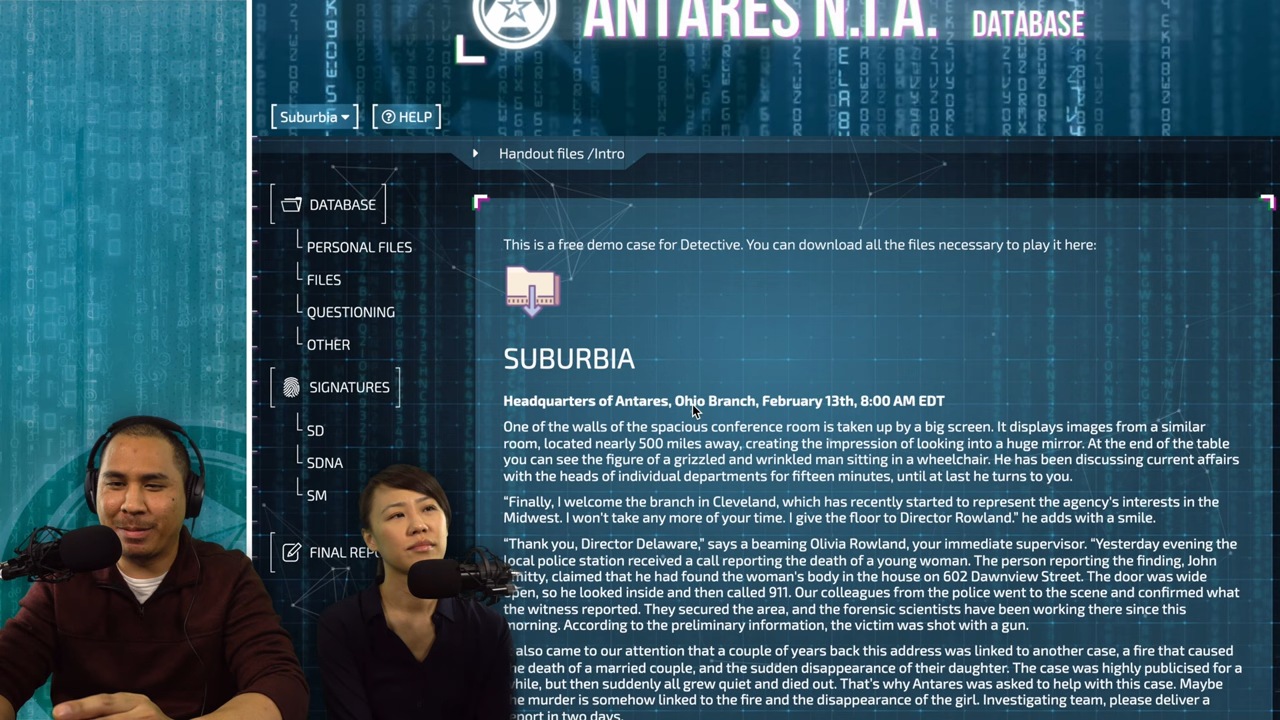 ANTARES N.I.A. DATABASE
Suburbia
HELP
Handout files /Intro
DATABASE
PERSONAL FILES
FILES
QUESTIONING
OTHER
SIGNATURES
SD
SDNA
SM
FINAL
This is a free demo case for Detective. You can download all the files necessary to play it here:
SUBURBIA
Headquarters of Antares, Ohio Branch, February 13th, 8:00 AM EDT
One of the walls of the spacious conference room is taken up by a big screen. It displays images from a similar
room, located nearly 500 miles away, creating the impression of looking into a huge mirror. At the end of the table
you can see the figure of a grizzled and wrinkled man sitting in a wheelchair. He has been discussing current affairs
with the heads of individual departments for fifteen minutes, until at last he turns to you.
“Finally, I welcome the branch in Cleveland, which has recently started to represent the agency’s interests in the
Midwest. I won’t take any more of your time. I give the floor to Director Rowland.” he adds with a smile.
“Thank you, Director Delaware,” says a beaming Olivia Rowland, your immediate supervisor. “Yesterday evening the
local police station received a call reporting the death of a young woman. The person reporting the finding, John
claimed that he had found the woman’s body in the house on 602 Dawnview Street. The door was wide
open, so he looked inside and then called 911. Our colleagues from the police went to the scene and confirmed what
the witness reported. They secured the area, and the forensic scientists have been working there since this
morning. According to the preliminary information, the victim was shot with a gun.
also came to our attention that a couple of years back this address was linked to another case, a fire that caused
the death of a married couple, and the sudden disappearance of their daughter. The case was highly publicised for a
while, but then suddenly all grew quiet and died out. That’s why Antares was asked to help with this case. Maybe
the murder is somehow linked to the fire and the disappearance of the girl. Investigating team, please deliver a
report in two days.